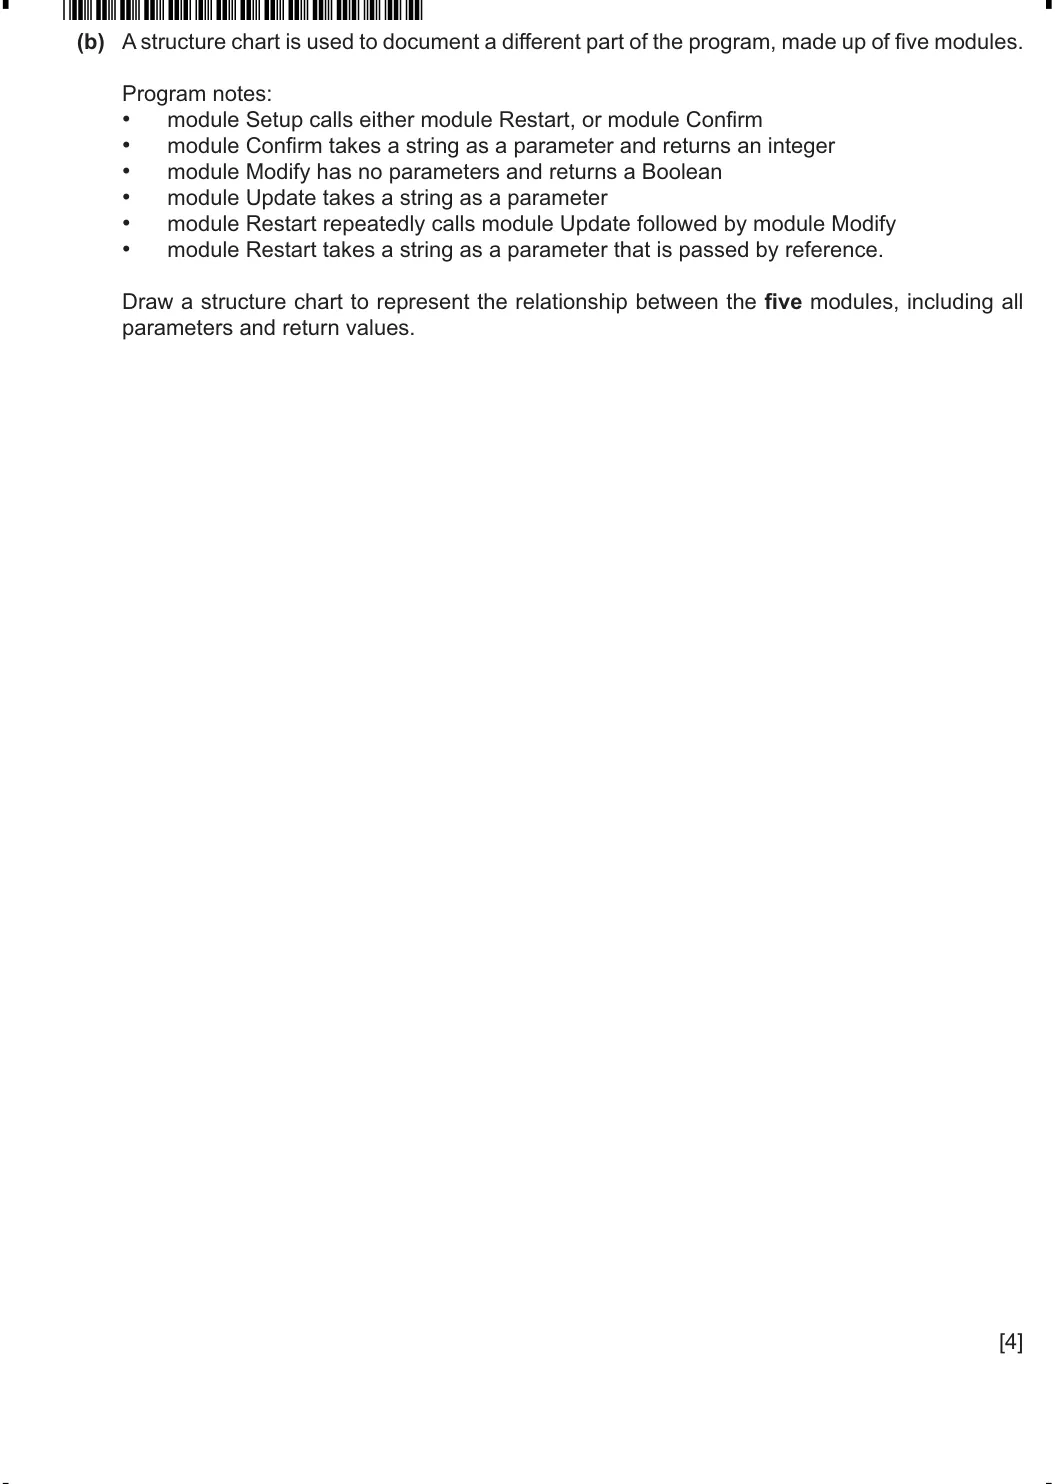 (b) A structure chart is used to document a different part of the program, made up of five modules.
Program notes:
• module Setup calls either module Restart, or module Confirm
• module Confirm takes a string as a parameter and returns an integer
• module Modify has no parameters and returns a Boolean
• module Update takes a string as a parameter
• module Restart repeatedly calls module Update followed by module Modify
• module Restart takes a string as a parameter that is passed by reference.
Draw a structure chart to represent the relationship between the five modules, including all
parameters and return values.
[4]